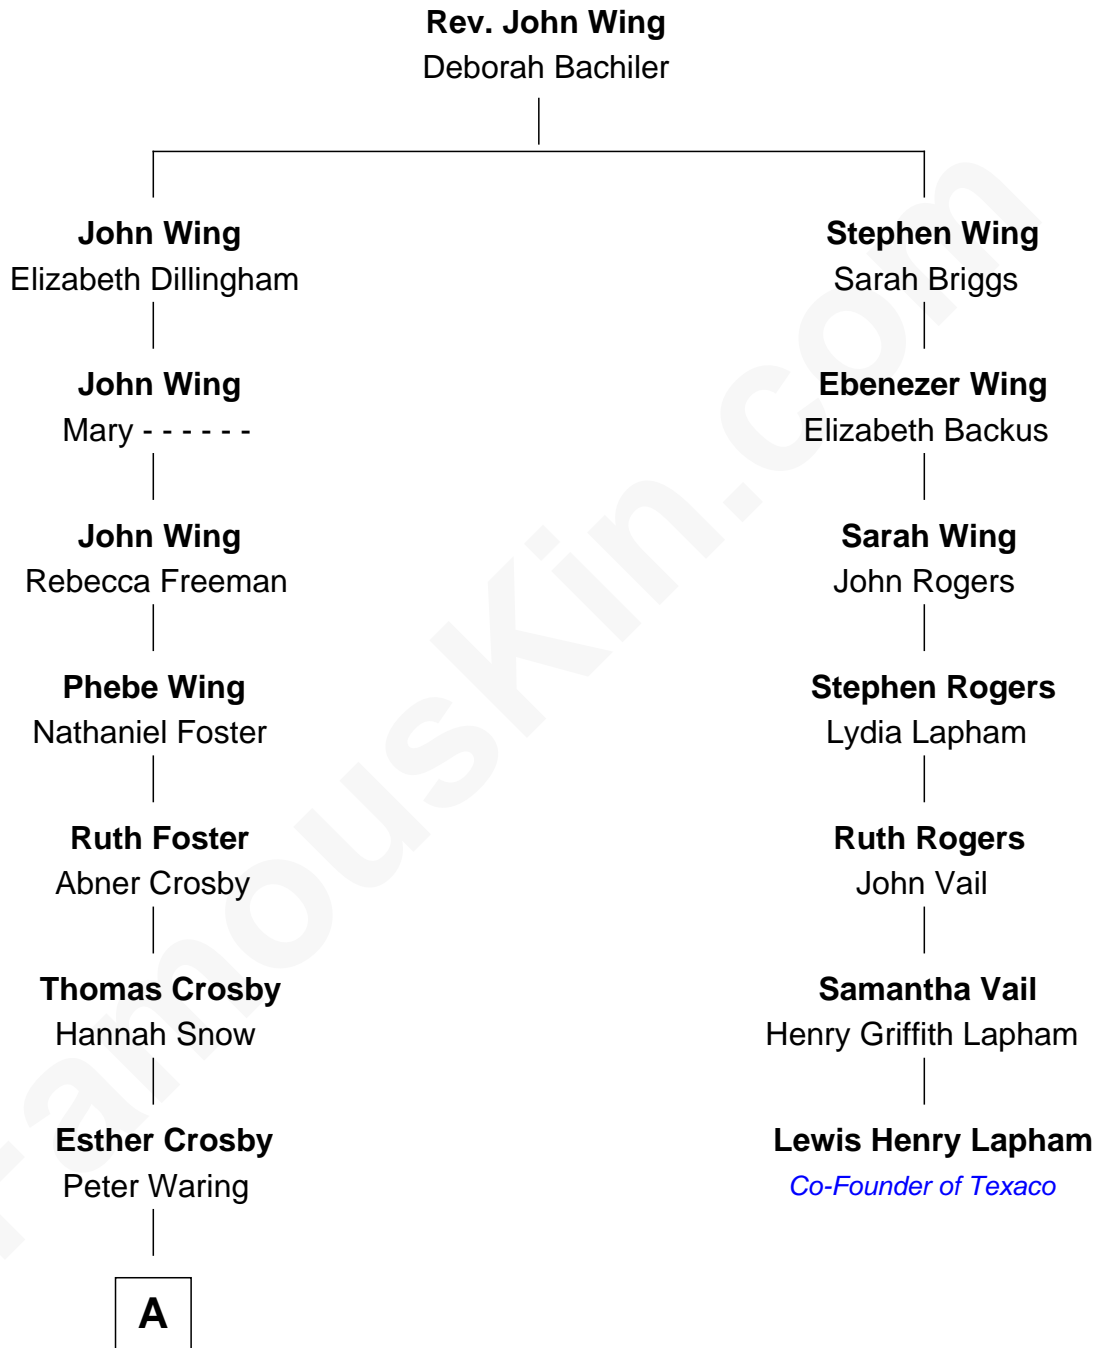 Rev. John Wing
Deborah Bachiler
John Wing
Elizabeth Dillingham
Stephen Wing
Sarah Briggs
John Wing
Mary - - - - - -
Ebenezer Wing
Elizabeth Backus
John Wing
Rebecca Freeman
Sarah Wing
John Rogers
Phebe Wing
Nathaniel Foster
Stephen Rogers
Lydia Lapham
Ruth Foster
Abner Crosby
Ruth Rogers
John Vail
Thomas Crosby
Hannah Snow
Samantha Vail
Henry Griffith Lapham
Esther Crosby
Peter Waring
Lewis Henry Lapham
Co-Founder of Texaco
A
FamousKin.com